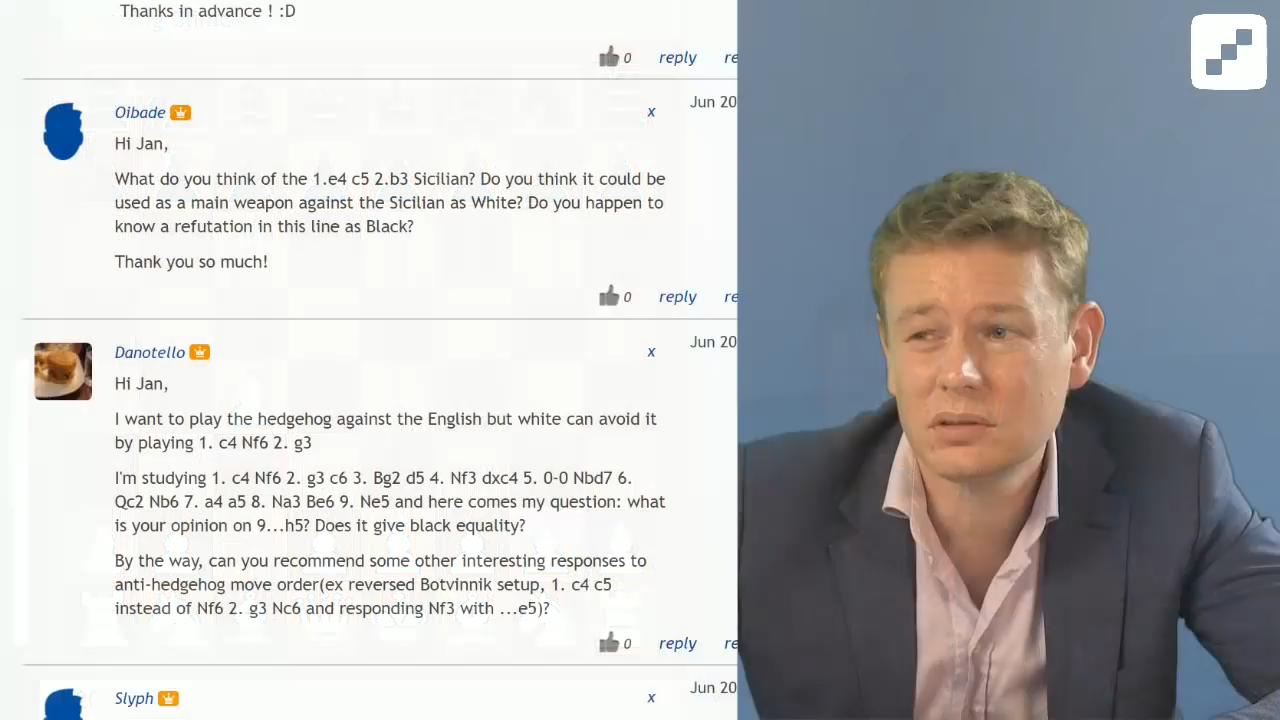 Thanks in advance ! :D
0 reply re
Oibade x Jun 20
Hi Jan,
What do you think of the 1.e4 c5 2.b3 Sicilian? Do you think it could be
used as a main weapon against the Sicilian as White? Do you happen to
know a refutation in this line as Black?
Thank you so much!
0 reply re
Danotello x Jun 20
Hi Jan,
I want to play the hedgehog against the English but white can avoid it
by playing 1. c4 Nf6 2. g3
I'm studying 1. c4 Nf6 2. g3 c6 3. Bg2 d5 4. Nf3 dxc4 5. 0-0 Nbd7 6.
Qc2 Nb6 7. a4 a5 8. Na3 Be6 9. Ne5 and here comes my question: what
is your opinion on 9...h5? Does it give black equality?
By the way, can you recommend some other interesting responses to
anti-hedgehog move order(ex reversed Botvinnik setup, 1. c4 c5
instead of Nf6 2. g3 Nc6 and responding Nf3 with ...e5)?
0 reply re
Slyph x Jun 20